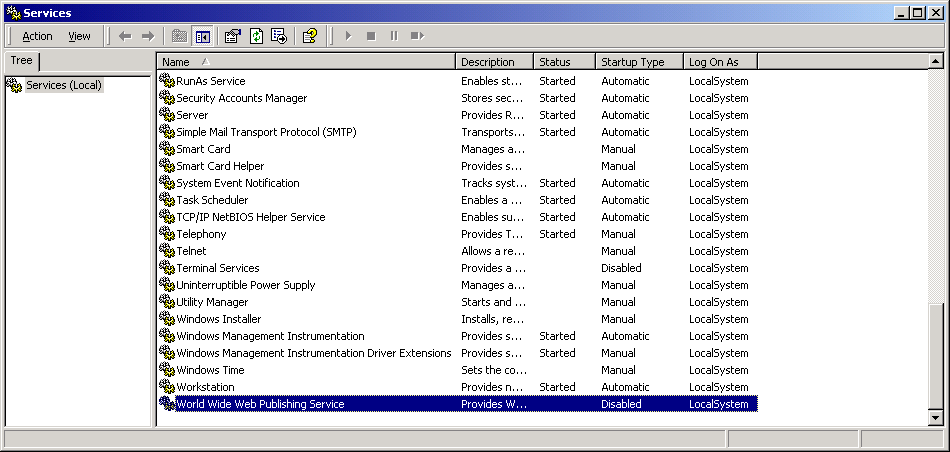 Services
Action View
Tree
Services (Local)
Name Description Status Startup Type Log On As
RunAs Service Enables st... Started Automatic LocalSystem
Security Accounts Manager Stores sec... Started Automatic LocalSystem
Server Provides R... Started Automatic LocalSystem
Simple Mail Transport Protocol (SMTP) Transports... Started Automatic LocalSystem
Smart Card Manages a... Manual LocalSystem
Smart Card Helper Provides s... Manual LocalSystem
System Event Notification Tracks syst... Started Automatic LocalSystem
Task Scheduler Enables a ... Started Automatic LocalSystem
TCP/IP NetBIOS Helper Service Enables su... Started Automatic LocalSystem
Telephony Provides T... Started Manual LocalSystem
Telnet Allows a re... Manual LocalSystem
Terminal Services Provides a ... Disabled LocalSystem
Uninterruptible Power Supply Manages a... Manual LocalSystem
Utility Manager Starts and ... Manual LocalSystem
Windows Installer Installs, re... Manual LocalSystem
Windows Management Instrumentation Provides s... Started Automatic LocalSystem
Windows Management Instrumentation Driver Extensions Provides s... Started Manual LocalSystem
Windows Time Sets the co... Manual LocalSystem
Workstation Provides n... Started Automatic LocalSystem
World Wide Web Publishing Service Provides W... Disabled LocalSystem